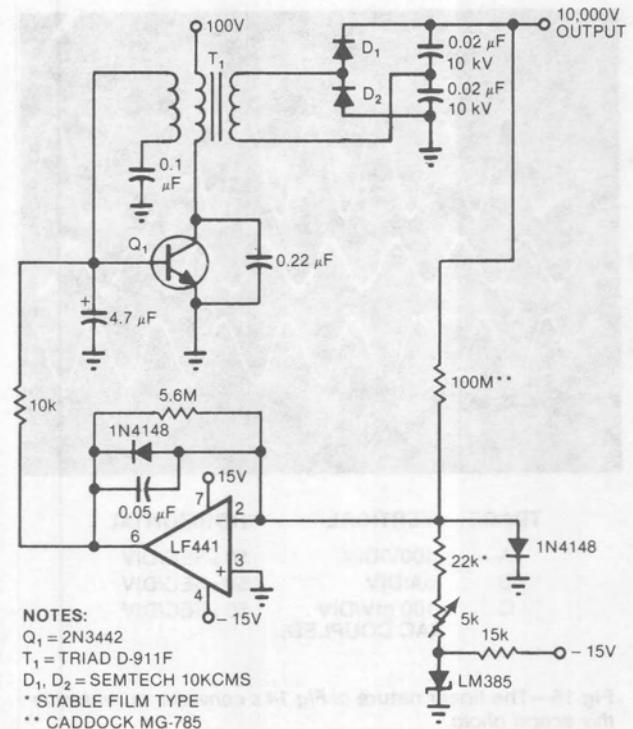 100V
T1
D1
D2
0.02 μF
10 kV
0.02 μF
10 kV
10,000V
OUTPUT
0.1
μF
Q1
0.22 μF
+
4.7 μF
100M**
10k
5.6M
1N4148
0.05 μF
15V
7
2
6
LF441
3
4
-15V
1N4148
22k*
5k
15k
-15V
LM385
NOTES:
Q1 = 2N3442
T1 = TRIAD D-911F
D1, D2 = SEMTECH 10KCMS
* STABLE FILM TYPE
** CADDOCK MG-785